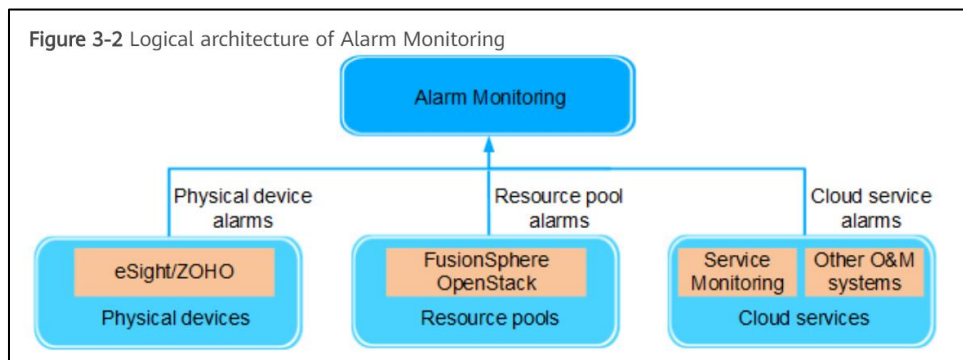 Figure 3-2 Logical architecture of Alarm Monitoring
Alarm Monitoring
Physical device
alarms
Resource pool
alarms
Cloud service
alarms
eSight/ZOHO
Physical devices
FusionSphere
OpenStack
Resource pools
Service
Monitoring
Other O&M
systems
Cloud services